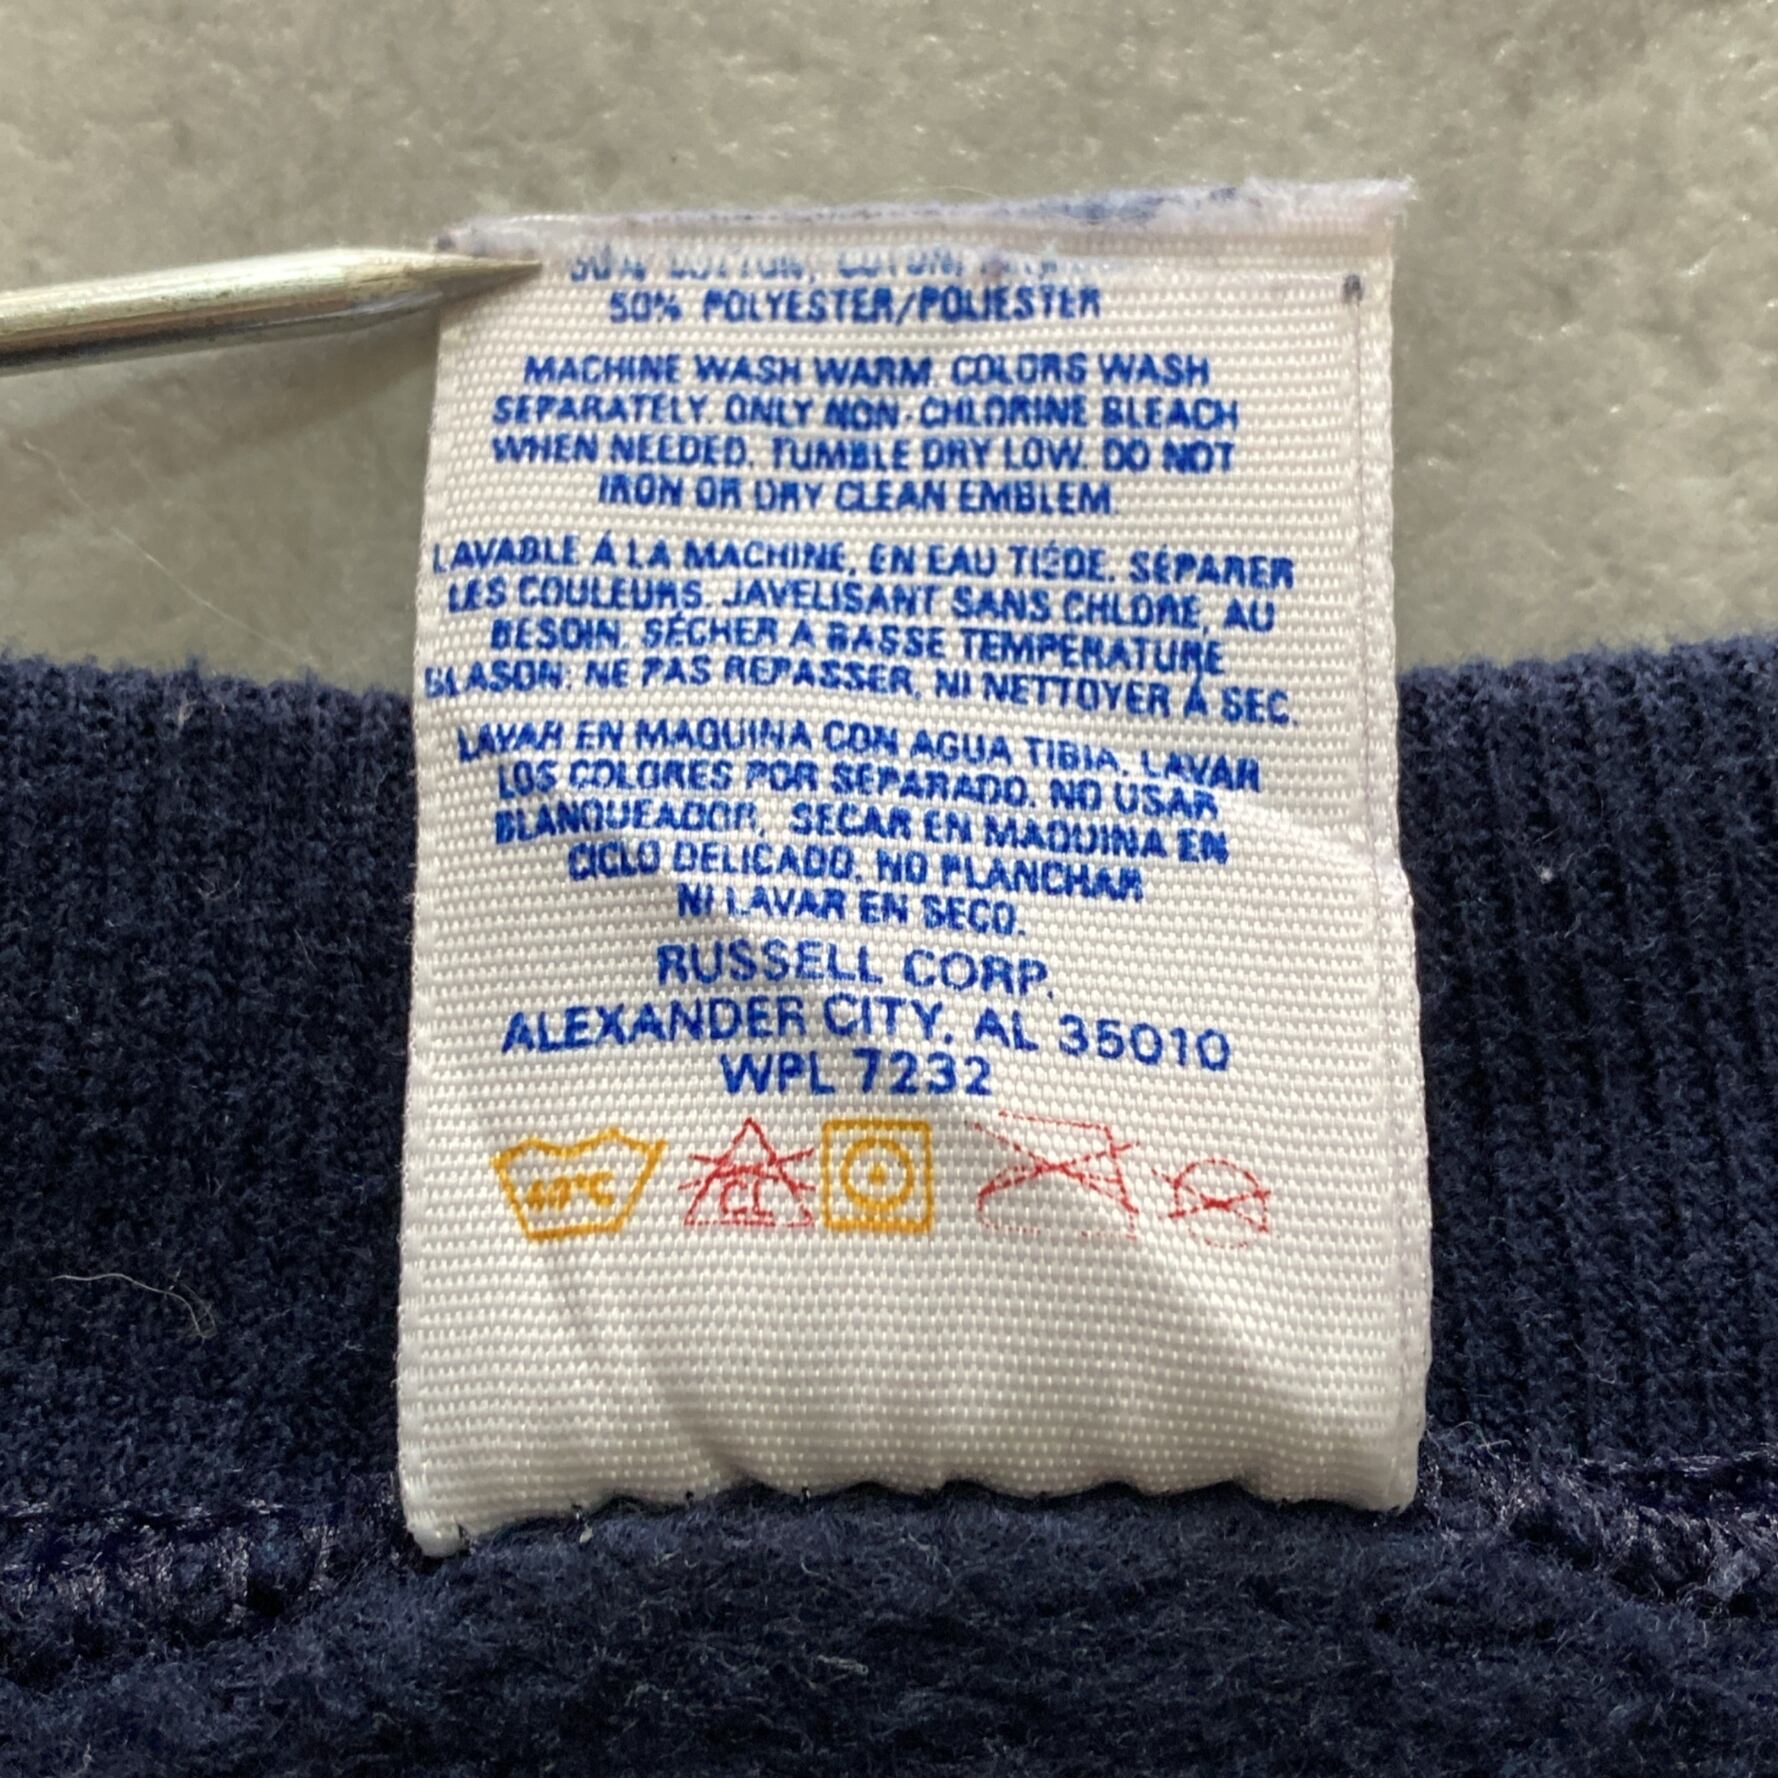 50% COTTON, COTON,
50% POLYESTER/POLIESTER
MACHINE WASH WARM. COLORS WASH
SEPARATELY. ONLY NON-CHLORINE BLEACH
WHEN NEEDED. TUMBLE DRY LOW. DO NOT
IRON OR DRY CLEAN EMBLEM.
LAVABLE À LA MACHINE, EN EAU TIÉDE. SÉPARER
LES COULEURS. JAVELISANT SANS CHLORE, AU
BESOIN. SÉCHER A BASSE TEMPERATURE
BLASON: NE PAS REPASSER, NI NETTOYER À SEC.
LAVAR EN MAQUINA CON AGUA TIBIA. LAVAR
LOS COLORES POR SEPARADO. NO USAR
BLANQUEADOR. SECAR EN MAQUINA EN
CICLO DELICADO. NO PLANCHAR
NI LAVAR EN SECO.
RUSSELL CORP.
ALEXANDER CITY, AL 35010
WPL 7232
40°C CL